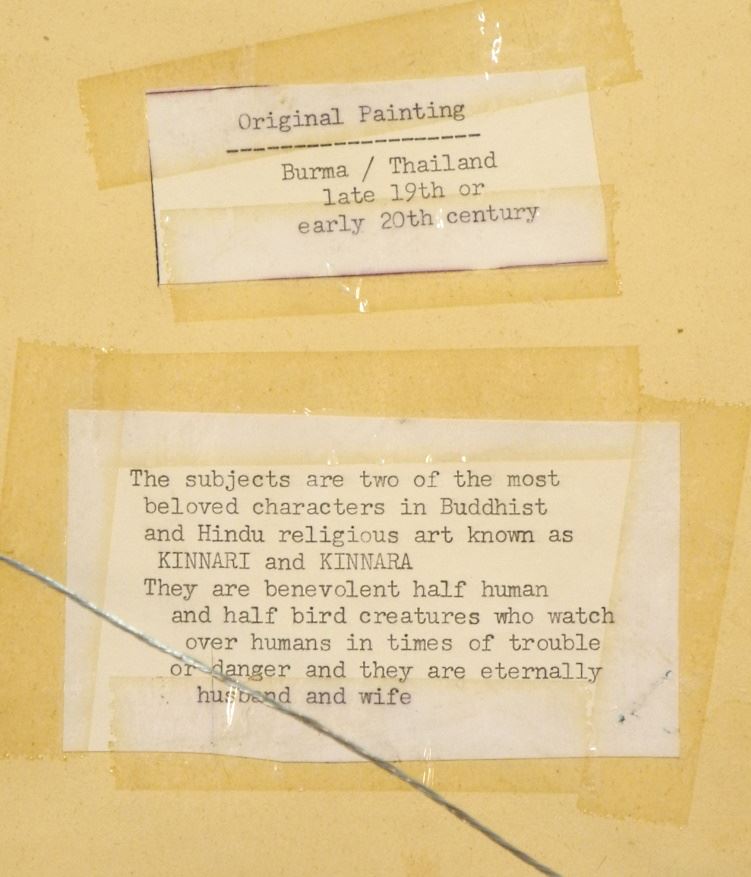 Original Painting
--------------------
Burma / Thailand
late 19th or
early 20th century
The subjects are two of the most
beloved characters in Buddhist
and Hindu religious art known as
KINNARI and KINNARA
They are benevolent half human
and half bird creatures who watch
over humans in times of trouble
or danger and they are eternally
husband and wife